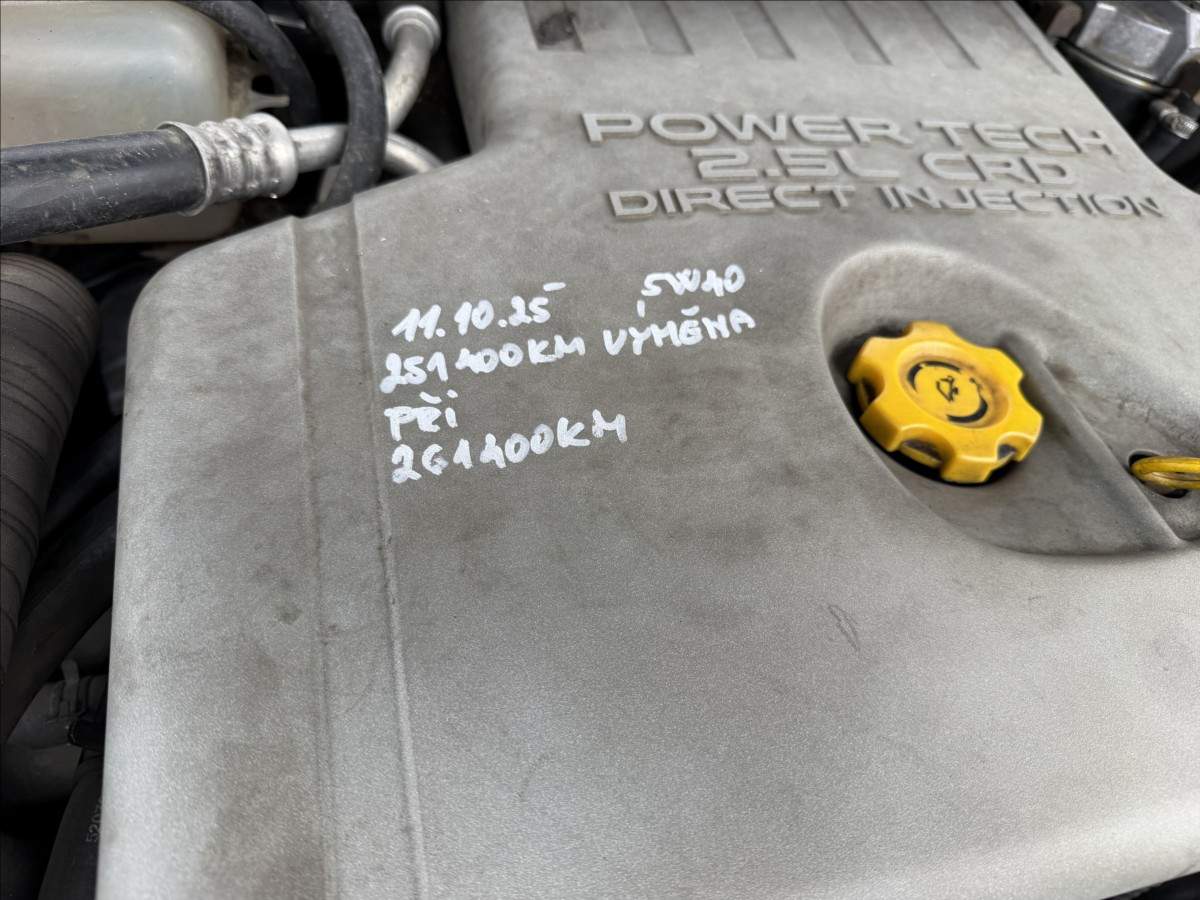 POWER TECH
2.5L CRD
DIRECT INJECTION
11.10.25 5W40
251400KM VÝMĚNA
PŘI
261400KM